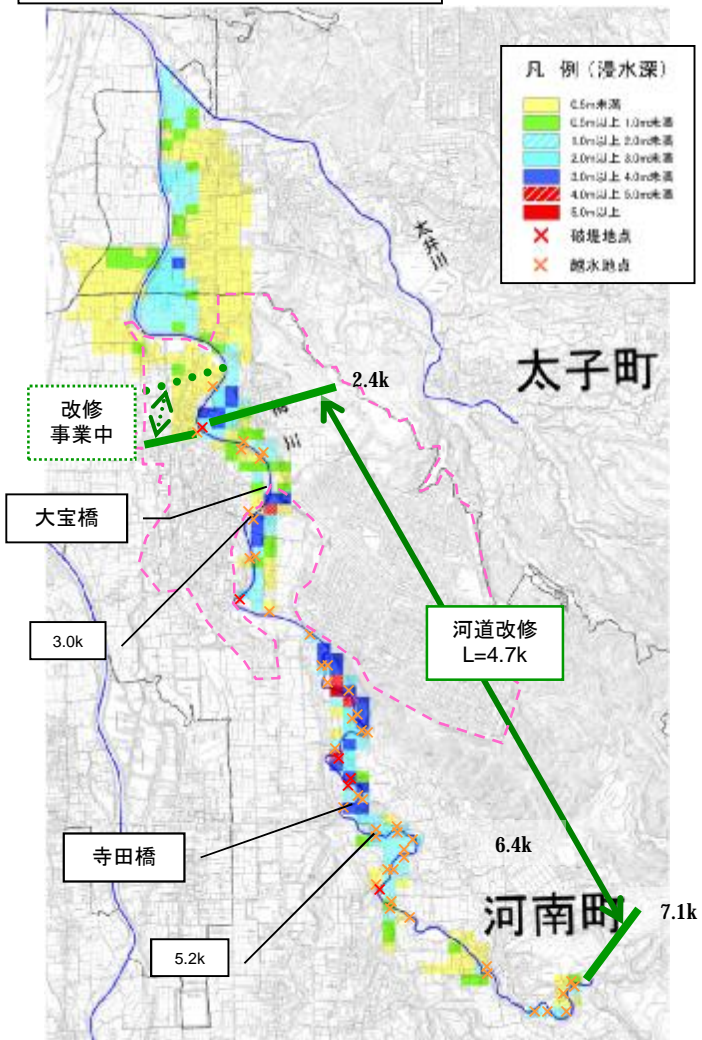 凡 例 (浸水深)
0.5m未満
0.5m以上 1.0m未満
1.0m以上 2.0m未満
2.0m以上 3.0m未満
3.0m以上 4.0m未満
4.0m以上 5.0m未満
5.0m以上
破堤地点
越水地点
太井川
太子町
2.4k
改修
事業中
川
大宝橋
3.0k
河道改修
L=4.7k
寺田橋
6.4k
河南町
7.1k
5.2k